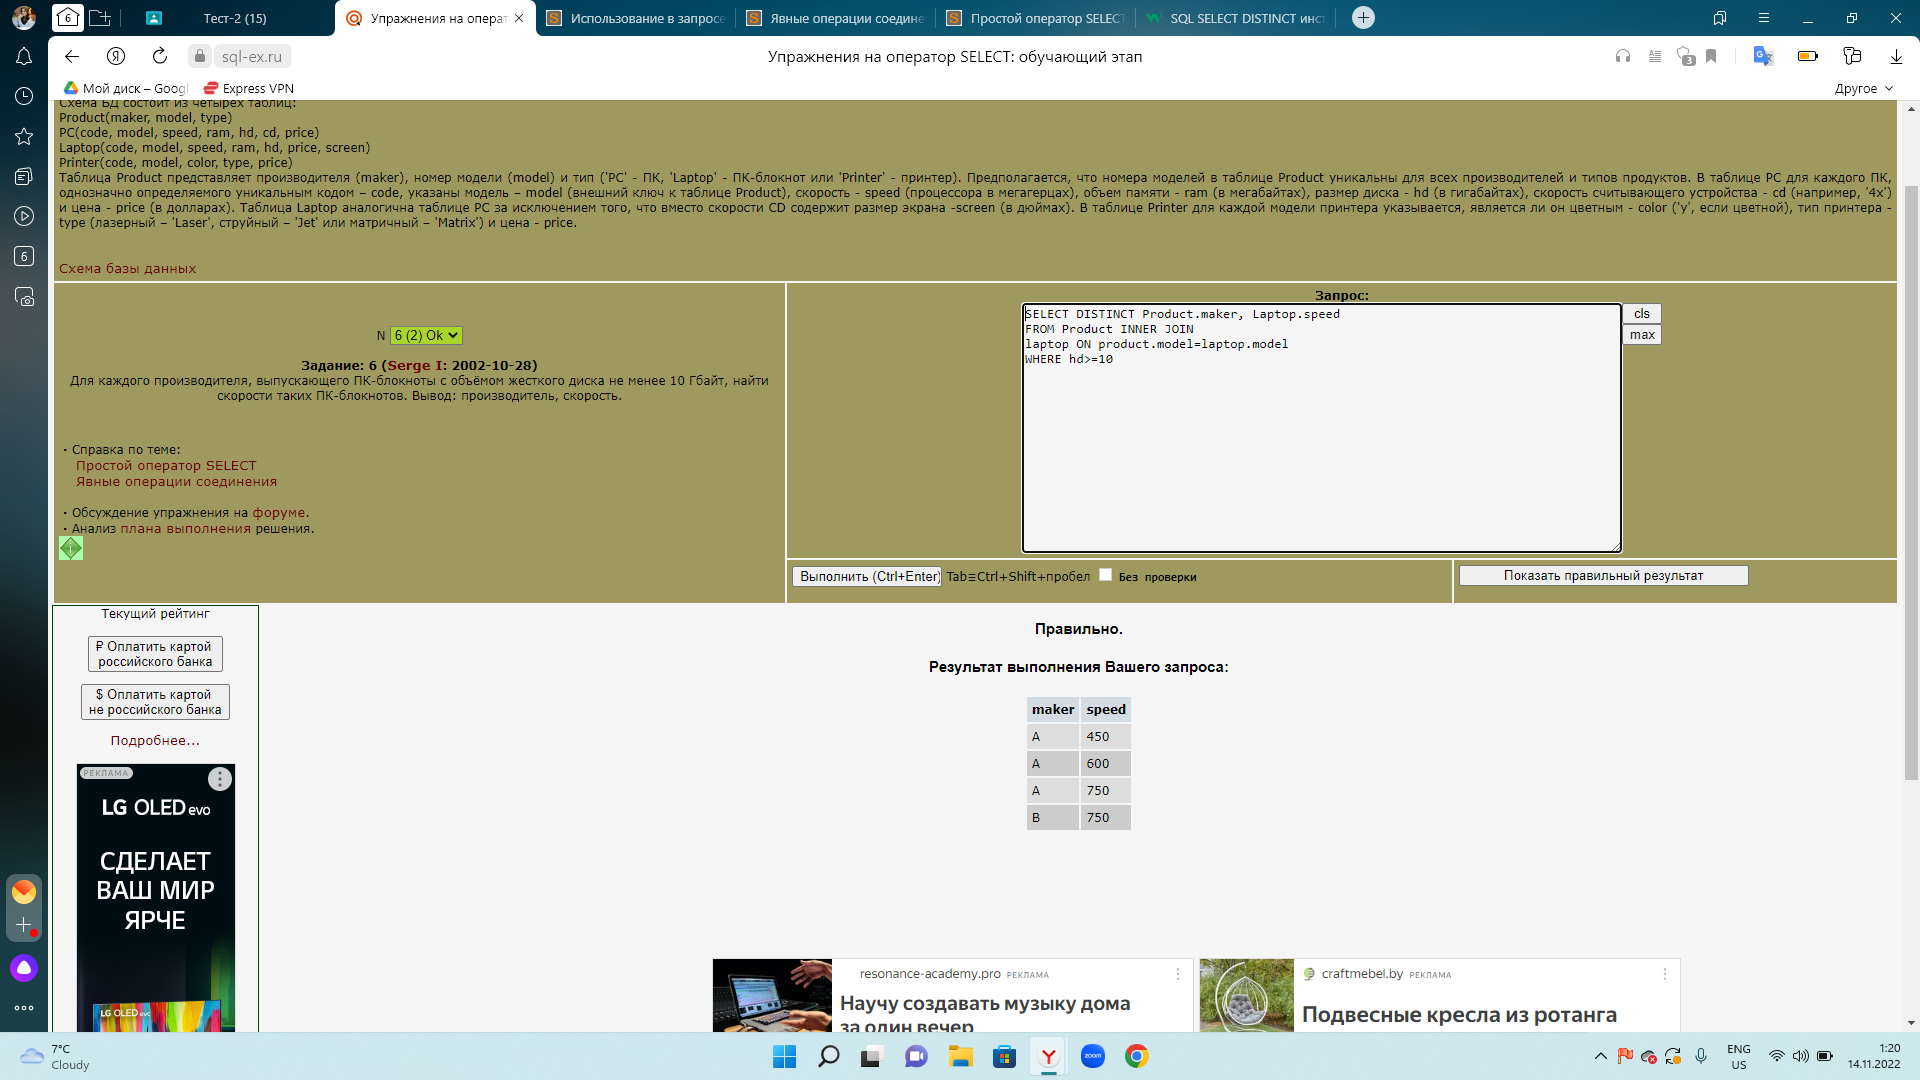 Тест-2 (15)
Упражнения на операт
Использование в запросе
Явные операции соедине
Простой оператор SELECT
SQL SELECT DISTINCT инст
sql-ex.ru
Упражнения на оператор SELECT: обучающий этап
3
Мой диск – Googl
Express VPN
Другое
6
Схема БД состоит из четырех таблиц:
Product(maker, model, type)
PC(code, model, speed, ram, hd, cd, price)
Laptop(code, model, speed, ram, hd, price, screen)
Printer(code, model, color, type, price)
Таблица Product представляет производителя (maker), номер модели (model) и тип ('PC' - ПК, 'Laptop' - ПК-блокнот или 'Printer' - принтер). Предполагается, что номера моделей в таблице Product уникальны для всех производителей и типов продуктов. В таблице PC для каждого ПК,
однозначно определяемого уникальным кодом – code, указаны модель – model (внешний ключ к таблице Product), скорость - speed (процессора в мегагерцах), объем памяти - ram (в мегабайтах), размер диска - hd (в гигабайтах), скорость считывающего устройства - cd (например, '4x')
и цена - price (в долларах). Таблица Laptop аналогична таблице РС за исключением того, что вместо скорости CD содержит размер экрана -screen (в дюймах). В таблице Printer для каждой модели принтера указывается, является ли он цветным - color ('y', если цветной), тип принтера -
type (лазерный – 'Laser', струйный – 'Jet' или матричный – 'Matrix') и цена - price.
Схема базы данных
N 6 (2) Ok
Задание: 6 (Serge I: 2002-10-28)
Для каждого производителя, выпускающего ПК-блокноты c объёмом жесткого диска не менее 10 Гбайт, найти
скорости таких ПК-блокнотов. Вывод: производитель, скорость.
· Справка по теме:
Простой оператор SELECT
Явные операции соединения
· Обсуждение упражнения на форуме.
· Анализ плана выполнения решения.
Запрос:
SELECT DISTINCT Product.maker, Laptop.speed
FROM Product INNER JOIN
laptop ON product.model=laptop.model
WHERE hd>=10
cls
max
Выполнить (Ctrl+Enter) Tab≡Ctrl+Shift+пробел Без проверки
Показать правильный результат
Текущий рейтинг
₽ Оплатить картой
российского банка
$ Оплатить картой
не российского банка
Подробнее...
РЕКЛАМА
LG OLED evo
СДЕЛАЕТ
ВАШ МИР
ЯРЧЕ
LG OLED evo
Правильно.
Результат выполнения Вашего запроса:
maker speed
A 450
A 600
A 750
B 750
resonance-academy.pro РЕКЛАМА
Научу создавать музыку дома
за один вечер
craftmebel.by РЕКЛАМА
Подвесные кресла из ротанга
7°C
Cloudy
zoom
ENG
US
1:20
14.11.2022